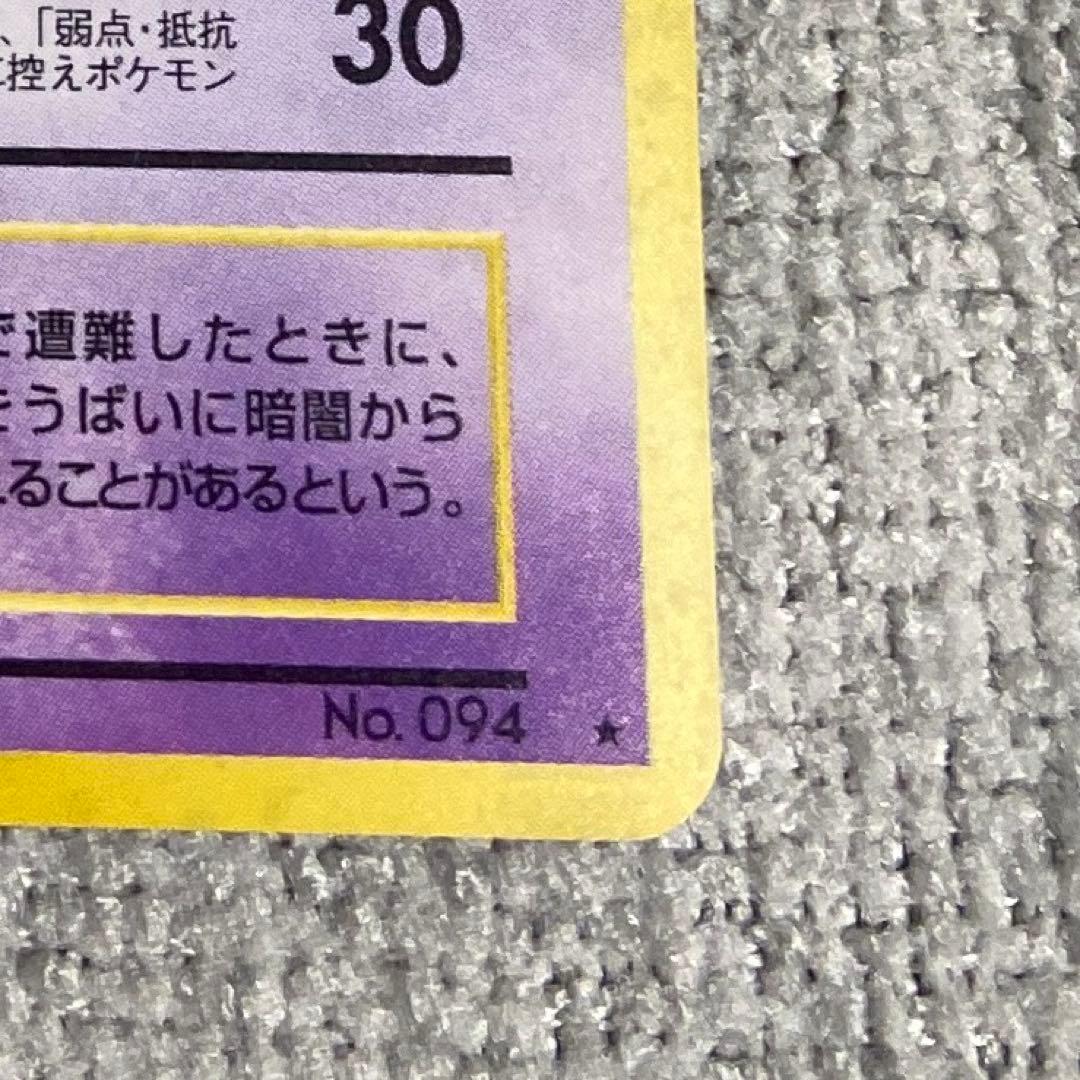 、「弱点・抵抗
30
控えポケモン
で遭難したときに、
をうばいに暗闇から
ることがあるという。
No. 094 ★